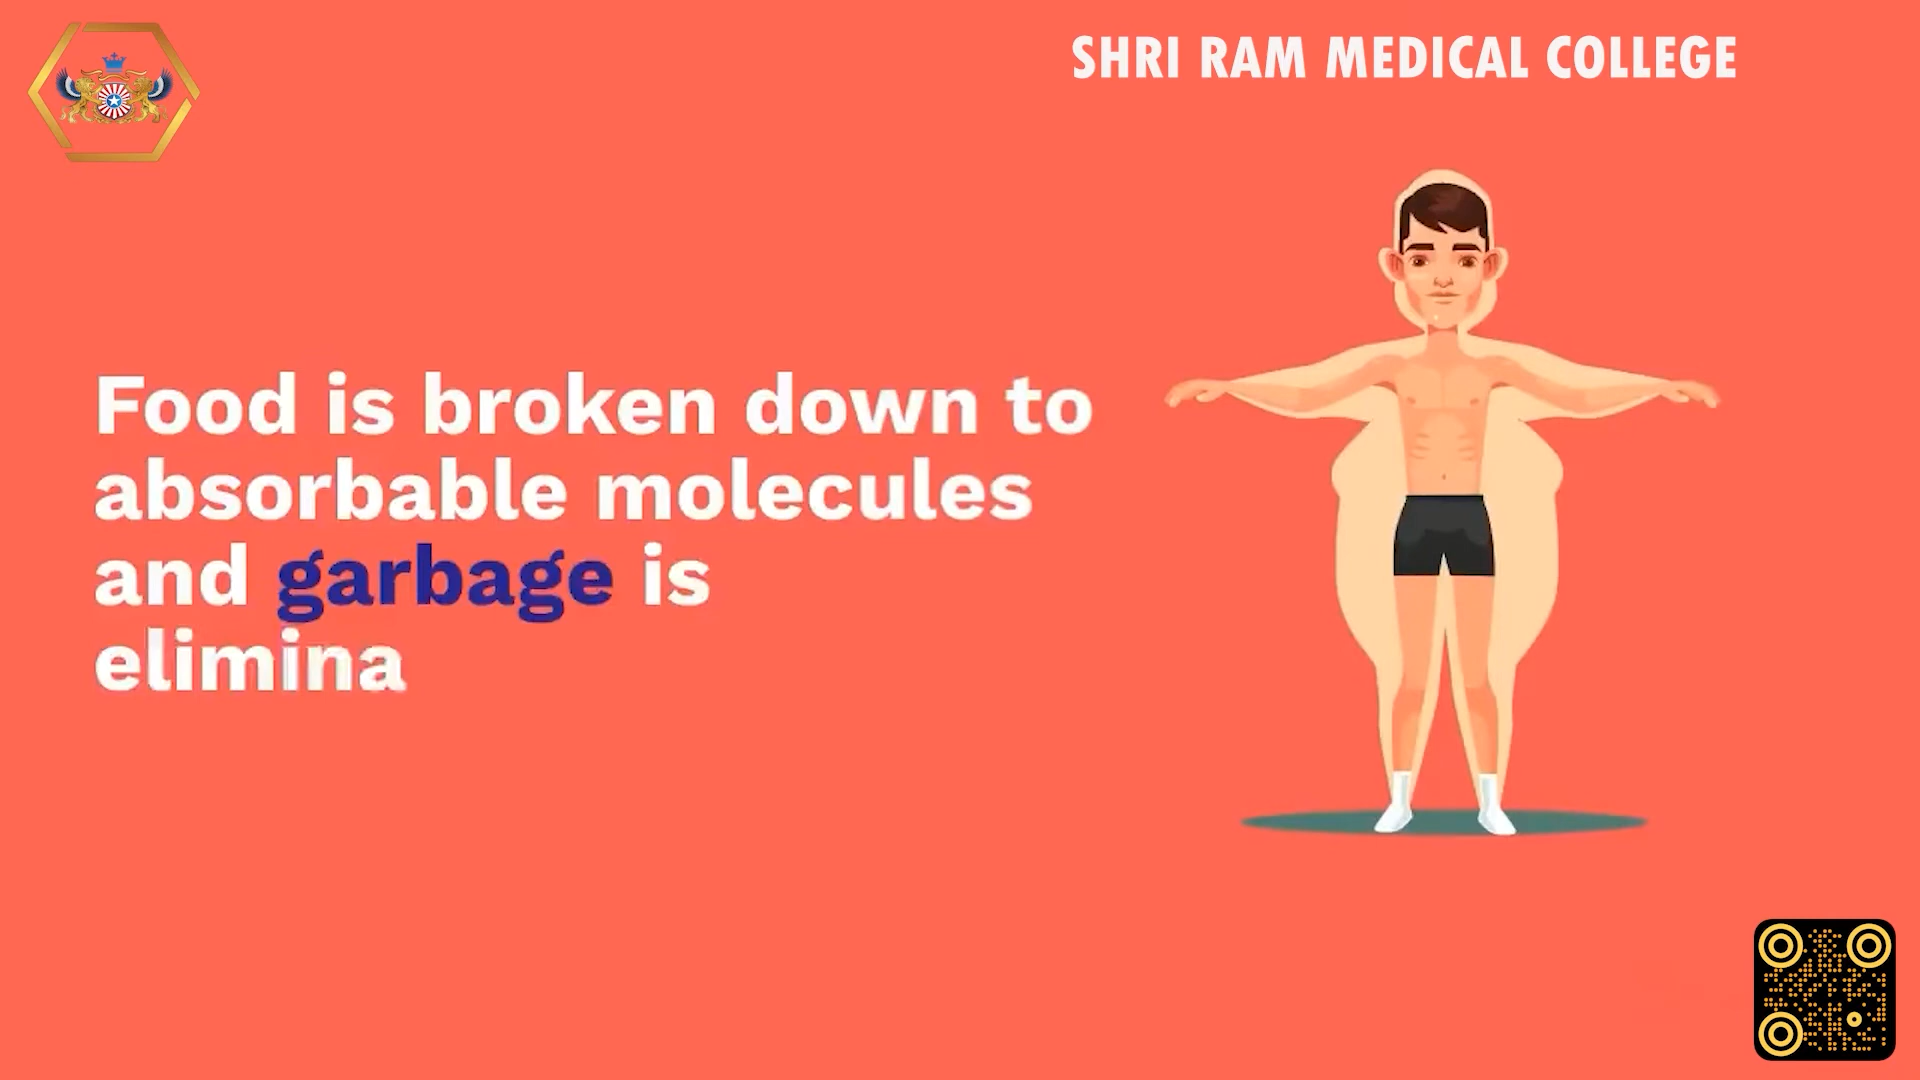 SHRI RAM MEDICAL COLLEGE
Food is broken down to
absorbable molecules
and garbage is
elimina